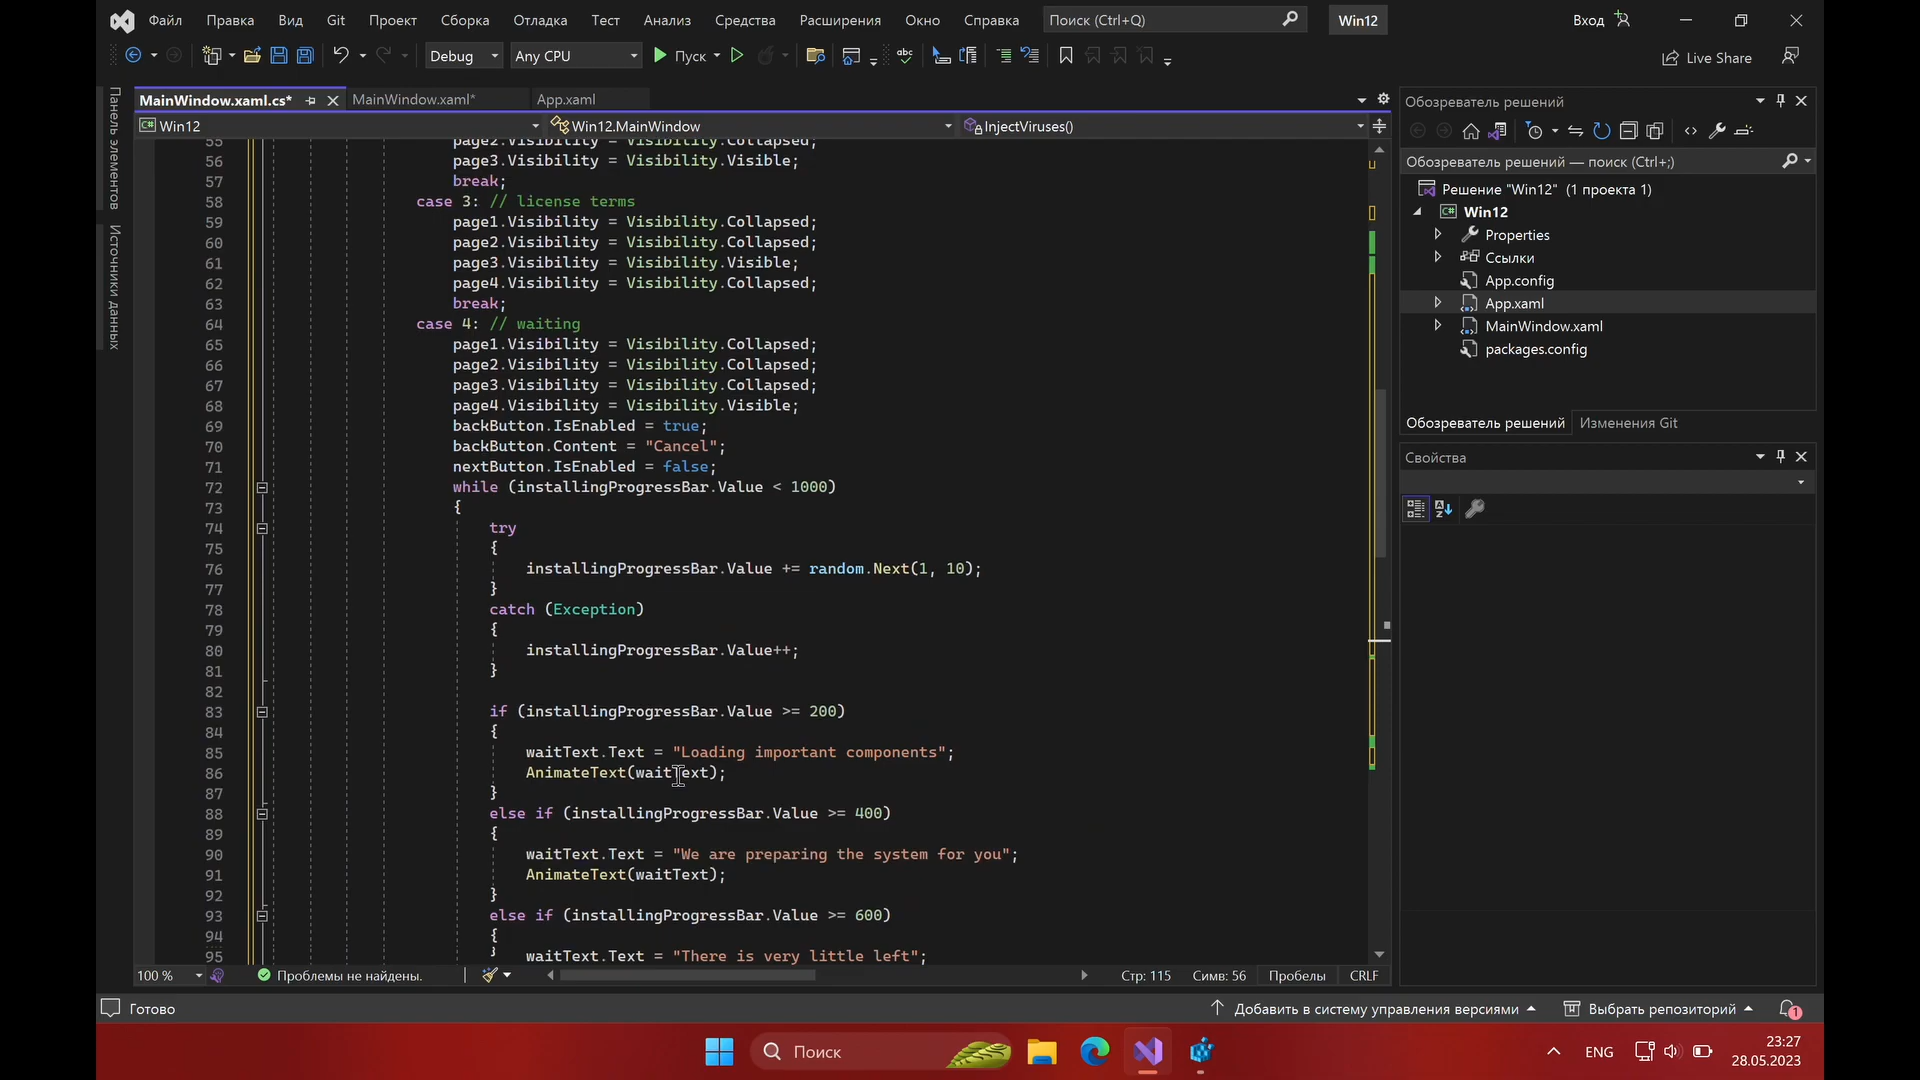 Файл Правка Вид Git Проект Сборка Отладка Тест Анализ Средства Расширения Окно Справка Поиск (Ctrl+Q) Win12 Вход
Debug Any CPU Пуск Live Share
MainWindow.xaml.cs* MainWindow.xaml* App.xaml
Win12 Win12.MainWindow InjectViruses()
Панель элементов
Источники данных
55 page2.Visibility = Visibility.Collapsed;
56 page3.Visibility = Visibility.Visible;
57 break;
58 case 3: // license terms
59 page1.Visibility = Visibility.Collapsed;
60 page2.Visibility = Visibility.Collapsed;
61 page3.Visibility = Visibility.Visible;
62 page4.Visibility = Visibility.Collapsed;
63 break;
64 case 4: // waiting
65 page1.Visibility = Visibility.Collapsed;
66 page2.Visibility = Visibility.Collapsed;
67 page3.Visibility = Visibility.Collapsed;
68 page4.Visibility = Visibility.Visible;
69 backButton.IsEnabled = true;
70 backButton.Content = "Cancel";
71 nextButton.IsEnabled = false;
72 while (installingProgressBar.Value < 1000)
73 {
74 try
75 {
76 installingProgressBar.Value += random.Next(1, 10);
77 }
78 catch (Exception)
79 {
80 installingProgressBar.Value++;
81 }
82
83 if (installingProgressBar.Value >= 200)
84 {
85 waitText.Text = "Loading important components";
86 AnimateText(waitText);
87 }
88 else if (installingProgressBar.Value >= 400)
89 {
90 waitText.Text = "We are preparing the system for you";
91 AnimateText(waitText);
92 }
93 else if (installingProgressBar.Value >= 600)
94 {
95 waitText.Text = "There is very little left";
100 % Проблемы не найдены. Стр: 115 Симв: 56 Пробелы CRLF
Обозреватель решений
Обозреватель решений — поиск (Ctrl+;)
Решение "Win12" (1 проекта 1)
Win12
Properties
Ссылки
App.config
App.xaml
MainWindow.xaml
packages.config
Обозреватель решений Изменения Git
Свойства
Готово Добавить в систему управления версиями Выбрать репозиторий 1
Поиск ENG 23:27
28.05.2023